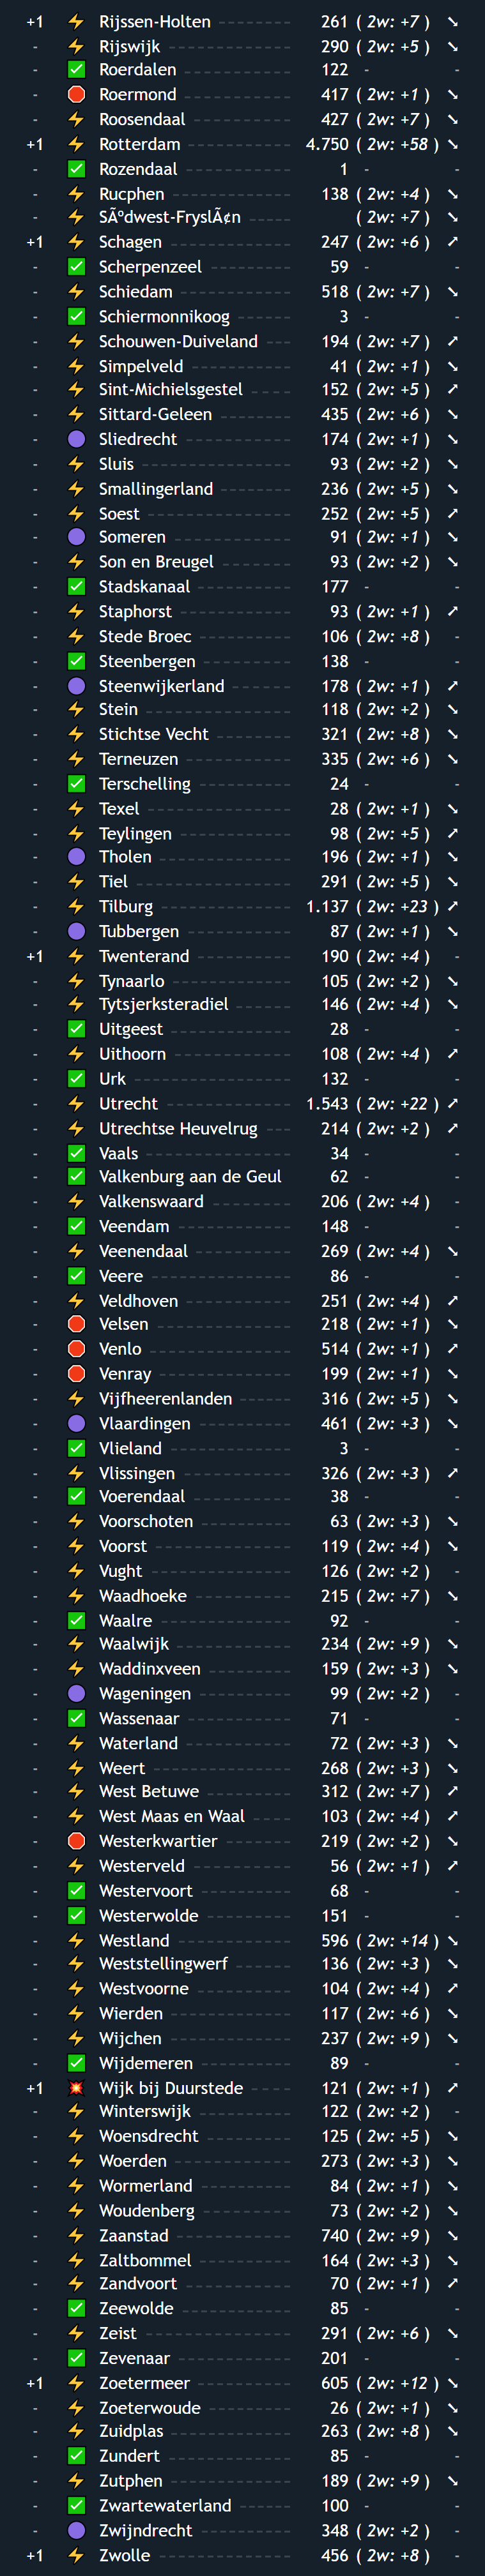 +1 ⚡ Rijssen-Holten 261 ( 2w: +7 ) ➘
- ⚡ Rijswijk 290 ( 2w: +5 ) ➘
- ✅ Roerdalen 122 - -
- 🛑 Roermond 417 ( 2w: +1 ) ➘
- ⚡ Roosendaal 427 ( 2w: +7 ) ➘
+1 ⚡ Rotterdam 4.750 ( 2w: +58 ) ➘
- ✅ Rozendaal 1 - -
- ⚡ Rucphen 138 ( 2w: +4 ) ➘
- ⚡ SÃºdwest-FryslÃ¢n ( 2w: +7 ) ➘
+1 ⚡ Schagen 247 ( 2w: +6 ) ➚
- ✅ Scherpenzeel 59 - -
- ⚡ Schiedam 518 ( 2w: +7 ) ➘
- ✅ Schiermonnikoog 3 - -
- ⚡ Schouwen-Duiveland 194 ( 2w: +7 ) ➚
- ⚡ Simpelveld 41 ( 2w: +1 ) ➘
- ⚡ Sint-Michielsgestel 152 ( 2w: +5 ) ➚
- ⚡ Sittard-Geleen 435 ( 2w: +6 ) ➘
- 🟣 Sliedrecht 174 ( 2w: +1 ) ➘
- ⚡ Sluis 93 ( 2w: +2 ) ➘
- ⚡ Smallingerland 236 ( 2w: +5 ) ➘
- ⚡ Soest 252 ( 2w: +5 ) ➚
- 🟣 Someren 91 ( 2w: +1 ) ➘
- ⚡ Son en Breugel 93 ( 2w: +2 ) ➘
- ✅ Stadskanaal 177 - -
- ⚡ Staphorst 93 ( 2w: +1 ) ➚
- ⚡ Stede Broec 106 ( 2w: +8 ) -
- ✅ Steenbergen 138 - -
- 🟣 Steenwijkerland 178 ( 2w: +1 ) ➚
- ⚡ Stein 118 ( 2w: +2 ) ➘
- ⚡ Stichtse Vecht 321 ( 2w: +8 ) ➘
- ⚡ Terneuzen 335 ( 2w: +6 ) ➘
- ✅ Terschelling 24 - -
- ⚡ Texel 28 ( 2w: +1 ) ➘
- ⚡ Teylingen 98 ( 2w: +5 ) ➚
- 🟣 Tholen 196 ( 2w: +1 ) ➘
- ⚡ Tiel 291 ( 2w: +5 ) ➘
- ⚡ Tilburg 1.137 ( 2w: +23 ) ➚
- 🟣 Tubbergen 87 ( 2w: +1 ) ➘
+1 ⚡ Twenterand 190 ( 2w: +4 ) -
- ⚡ Tynaarlo 105 ( 2w: +2 ) ➘
- ⚡ Tytsjerksteradiel 146 ( 2w: +4 ) ➘
- ✅ Uitgeest 28 - -
- ⚡ Uithoorn 108 ( 2w: +4 ) ➚
- ✅ Urk 132 - -
- ⚡ Utrecht 1.543 ( 2w: +22 ) ➚
- ⚡ Utrechtse Heuvelrug 214 ( 2w: +2 ) ➚
- ✅ Vaals 34 - -
- ✅ Valkenburg aan de Geul 62 - -
- ⚡ Valkenswaard 206 ( 2w: +4 ) -
- ✅ Veendam 148 - -
- ⚡ Veenendaal 269 ( 2w: +4 ) ➘
- ✅ Veere 86 - -
- ⚡ Veldhoven 251 ( 2w: +4 ) ➚
- 🛑 Velsen 218 ( 2w: +1 ) ➘
- 🛑 Venlo 514 ( 2w: +1 ) ➚
- 🛑 Venray 199 ( 2w: +1 ) ➘
- ⚡ Vijfheerenlanden 316 ( 2w: +5 ) ➘
- 🟣 Vlaardingen 461 ( 2w: +3 ) ➘
- ✅ Vlieland 3 - -
- ⚡ Vlissingen 326 ( 2w: +3 ) ➚
- ✅ Voerendaal 38 - -
- ⚡ Voorschoten 63 ( 2w: +3 ) ➘
- ⚡ Voorst 119 ( 2w: +4 ) ➘
- ⚡ Vught 126 ( 2w: +2 ) -
- ⚡ Waadhoeke 215 ( 2w: +7 ) ➘
- ✅ Waalre 92 - -
- ⚡ Waalwijk 234 ( 2w: +9 ) ➘
- ⚡ Waddinxveen 159 ( 2w: +3 ) ➘
- 🟣 Wageningen 99 ( 2w: +2 ) -
- ✅ Wassenaar 71 - -
- ⚡ Waterland 72 ( 2w: +3 ) ➘
- ⚡ Weert 268 ( 2w: +3 ) ➘
- ⚡ West Betuwe 312 ( 2w: +7 ) ➚
- ⚡ West Maas en Waal 103 ( 2w: +4 ) ➚
- 🛑 Westerkwartier 219 ( 2w: +2 ) ➘
- ⚡ Westerveld 56 ( 2w: +1 ) ➚
- ✅ Westervoort 68 - -
- ✅ Westerwolde 151 - -
- ⚡ Westland 596 ( 2w: +14 ) ➘
- ⚡ Weststellingwerf 136 ( 2w: +3 ) ➘
- ⚡ Westvoorne 104 ( 2w: +4 ) ➚
- ⚡ Wierden 117 ( 2w: +6 ) ➘
- ⚡ Wijchen 237 ( 2w: +9 ) ➘
- ✅ Wijdemeren 89 - -
+1 💥 Wijk bij Duurstede 121 ( 2w: +1 ) ➚
- ⚡ Winterswijk 122 ( 2w: +2 ) -
- ⚡ Woensdrecht 125 ( 2w: +5 ) ➘
- ⚡ Woerden 273 ( 2w: +3 ) ➘
- ⚡ Wormerland 84 ( 2w: +1 ) ➘
- ⚡ Woudenberg 73 ( 2w: +2 ) ➘
- ⚡ Zaanstad 740 ( 2w: +9 ) ➘
- ⚡ Zaltbommel 164 ( 2w: +3 ) ➘
- ⚡ Zandvoort 70 ( 2w: +1 ) ➚
- ✅ Zeewolde 85 - -
- ⚡ Zeist 291 ( 2w: +6 ) ➘
- ✅ Zevenaar 201 - -
+1 ⚡ Zoetermeer 605 ( 2w: +12 ) ➘
- ⚡ Zoeterwoude 26 ( 2w: +1 ) ➘
- ⚡ Zuidplas 263 ( 2w: +8 ) ➘
- ✅ Zundert 85 - -
- ⚡ Zutphen 189 ( 2w: +9 ) ➘
- ✅ Zwartewaterland 100 - -
- 🟣 Zwijndrecht 348 ( 2w: +2 ) -
+1 ⚡ Zwolle 456 ( 2w: +8 ) ➘